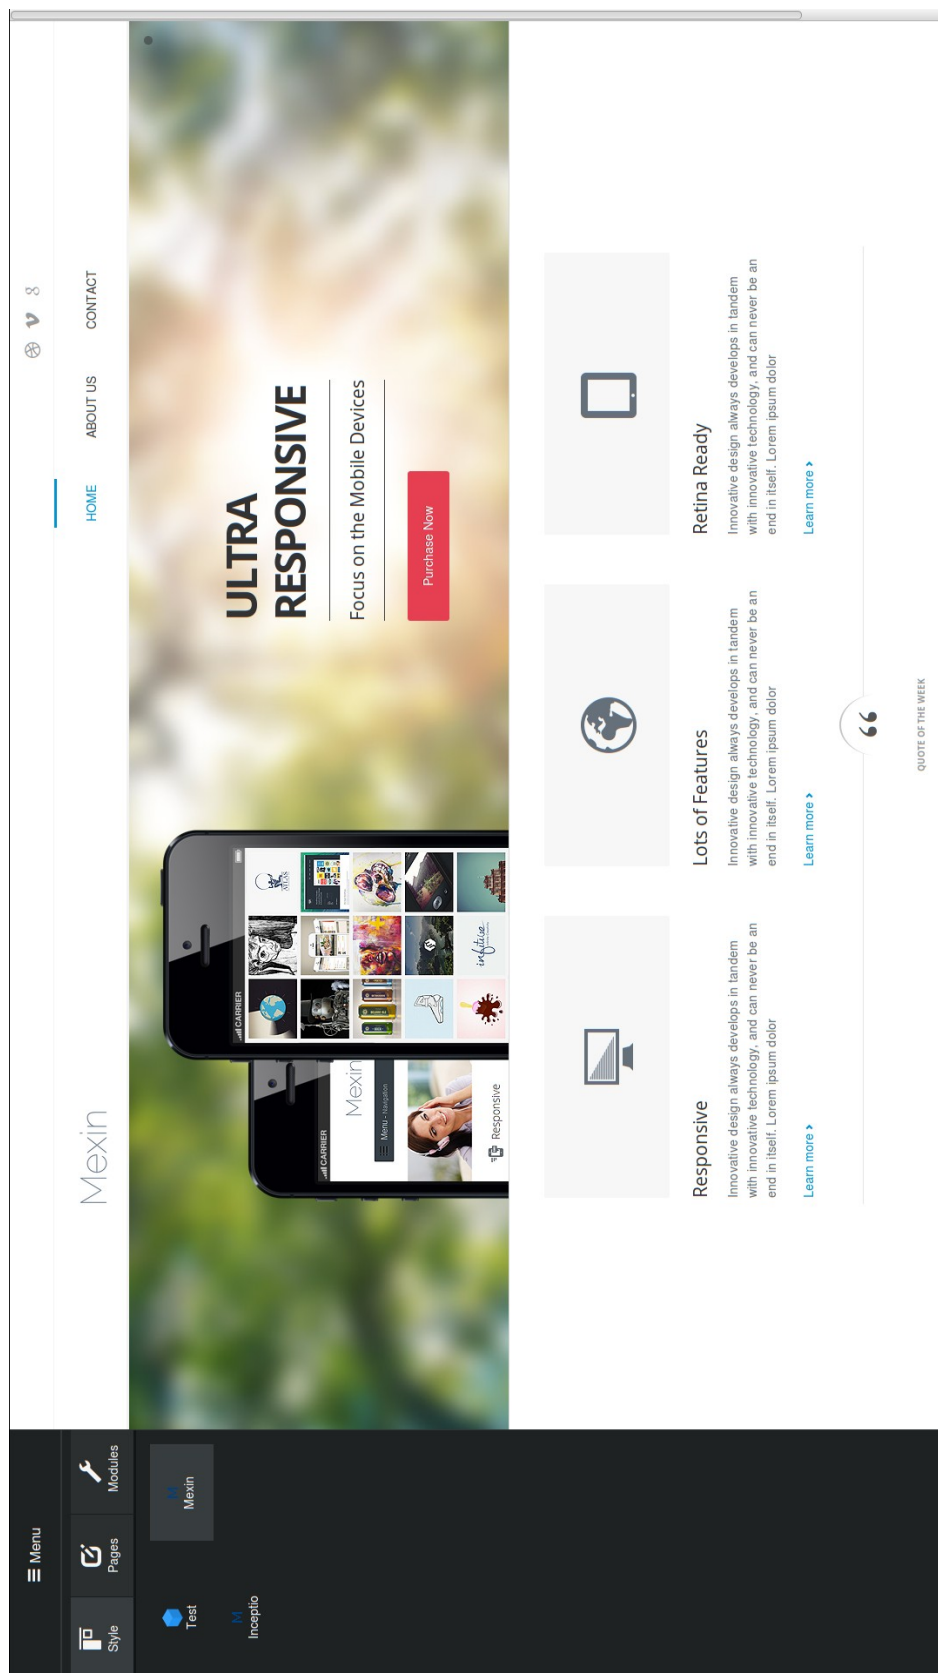 Menu
Style
Pages
Modules
Test
Mexin
Inceptio
Mexin
HOME
ABOUT US
CONTACT
ULTRA
RESPONSIVE
Focus on the Mobile Devices
Purchase Now
CARRIER
ATLAS
CARRIER
Mexin
Menu - Navigation
Responsive
Responsive
Innovative design always develops in tandem
with innovative technology, and can never be an
end in itself. Lorem ipsum dolor
Learn more ›
Lots of Features
Innovative design always develops in tandem
with innovative technology, and can never be an
end in itself. Lorem ipsum dolor
Learn more ›
Retina Ready
Innovative design always develops in tandem
with innovative technology, and can never be an
end in itself. Lorem ipsum dolor
Learn more ›
“
QUOTE OF THE WEEK